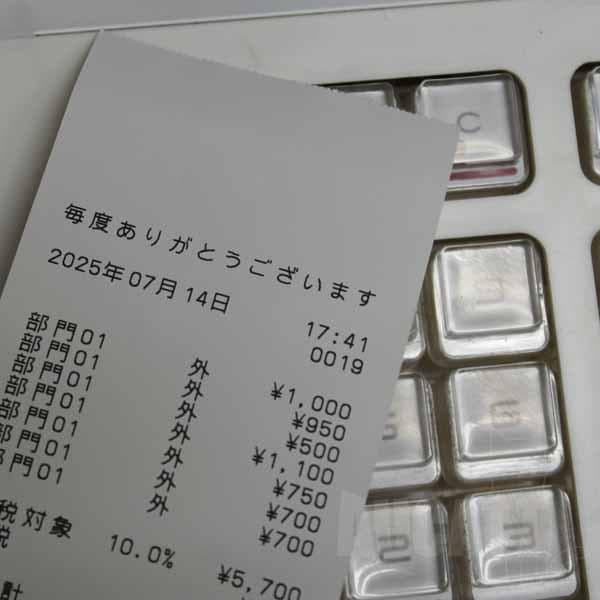 毎度ありがとうございます
2025年07月14日
17:41
0019
部門01 外 ¥1,000
部門01 外 ¥950
部門01 外 ¥500
部門01 外 ¥1,100
部門01 外 ¥750
部門01 外 ¥700
部門01 外 ¥700
税対象 ¥5,700
税 10.0%
計
C